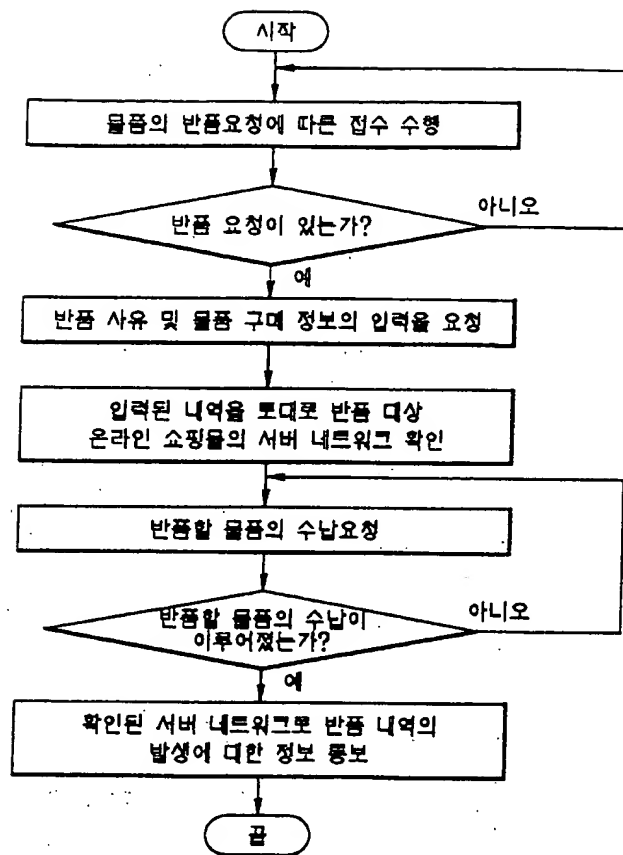 시작
물품의 반품요청에 따른 접수 수행
반품 요청이 있는가?
아니오
예
반품 사유 및 물품 구매 정보의 입력을 요청
입력된 내역을 토대로 반품 대상
온라인 쇼핑몰의 서버 네트워크 확인
반품할 물품의 수납요청
반품할 물품의 수납이
이루어졌는가?
아니오
예
확인된 서버 네트워크로 반품 내역의
발생에 대한 정보 통보
끝